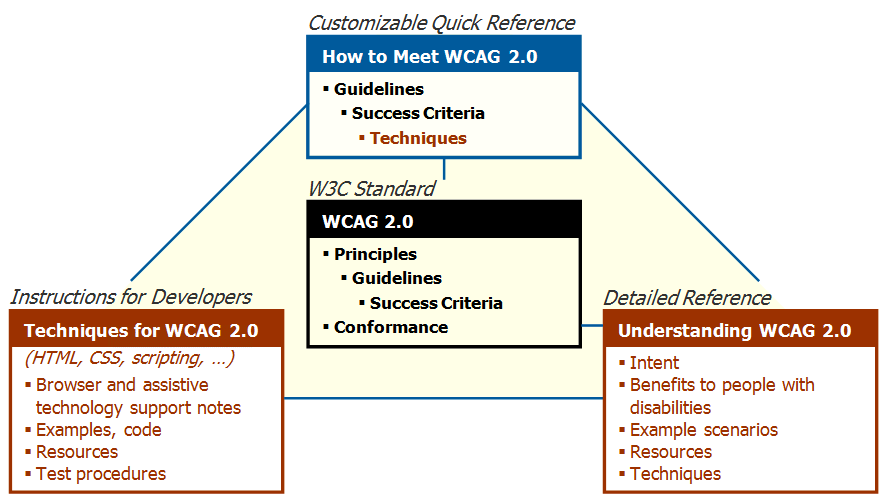 Customizable Quick Reference
How to Meet WCAG 2.0
▪ Guidelines
▪ Success Criteria
▪ Techniques
W3C Standard
WCAG 2.0
▪ Principles
▪ Guidelines
▪ Success Criteria
▪ Conformance
Instructions for Developers
Techniques for WCAG 2.0
(HTML, CSS, scripting, ...)
▪ Browser and assistive
technology support notes
▪ Examples, code
▪ Resources
▪ Test procedures
Detailed Reference
Understanding WCAG 2.0
▪ Intent
▪ Benefits to people with
disabilities
▪ Example scenarios
▪ Resources
▪ Techniques